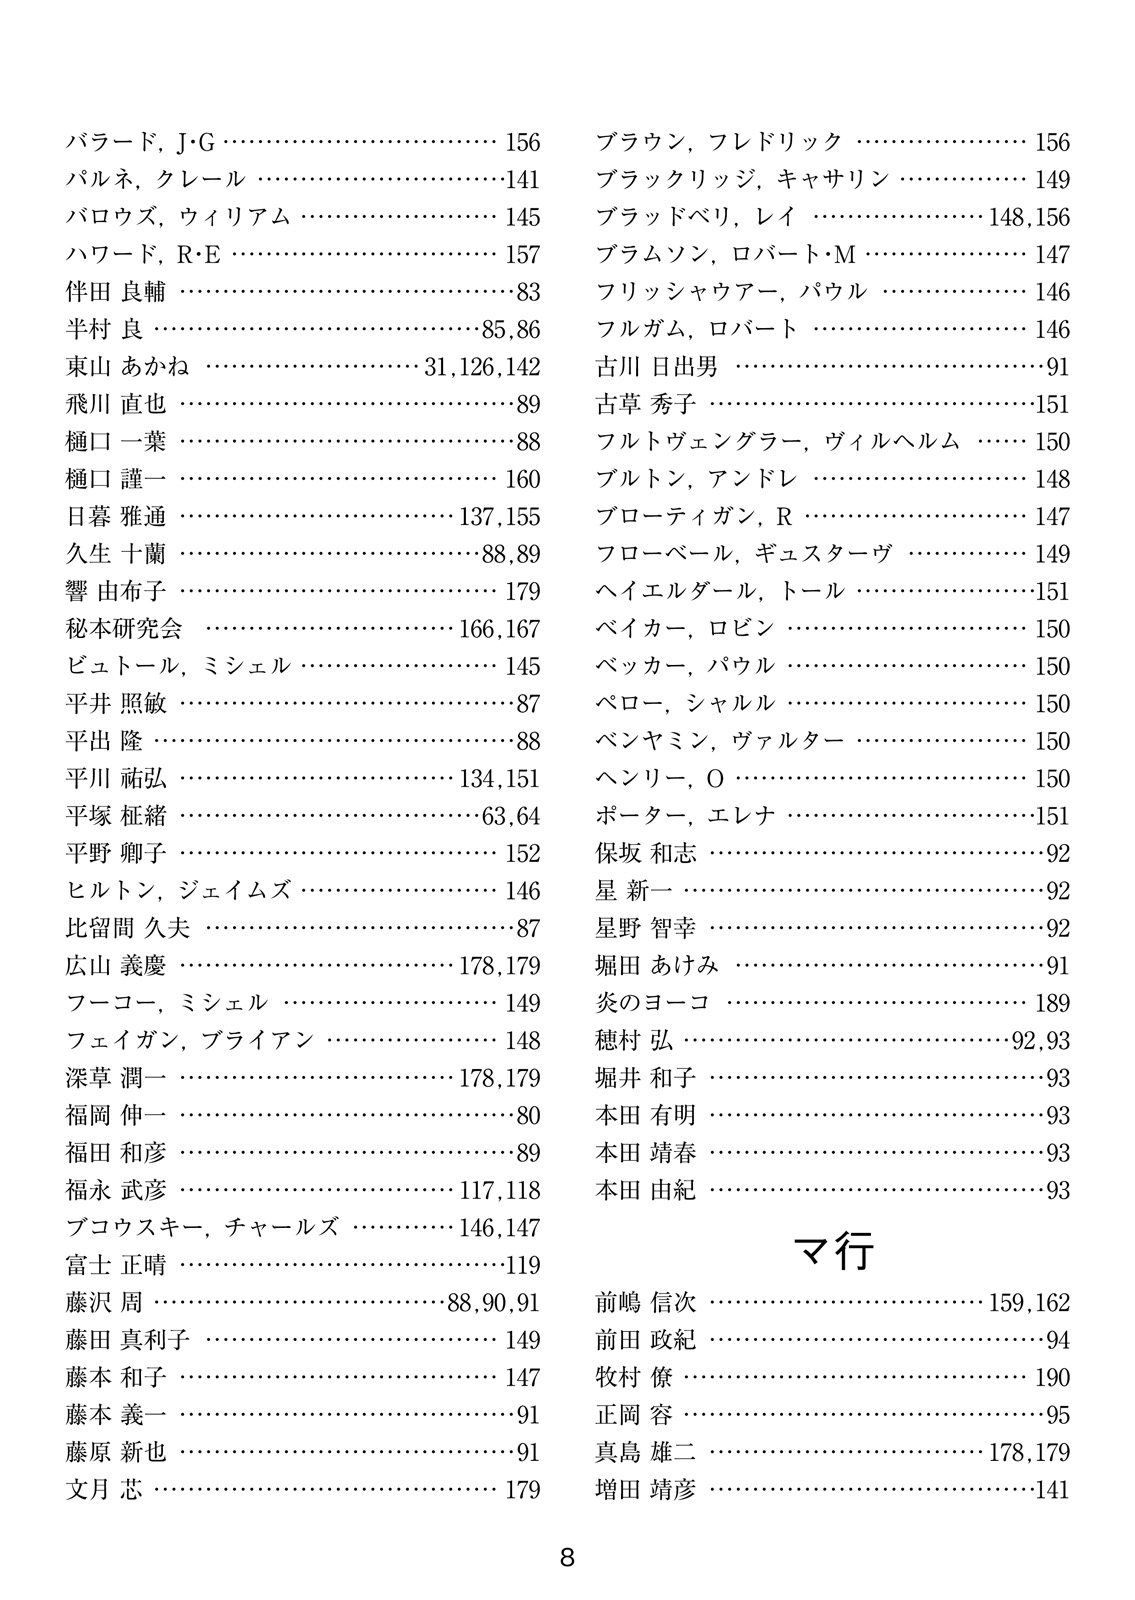 バラード, J・G ……………………………… 156
パルネ, クレール ……………………………141
バロウズ, ウィリアム …………………… 145
ハワード, R・E …………………………… 157
伴田 良輔 ……………………………………83
半村 良 ……………………………………85,86
東山 あかね ……………………… 31,126,142
飛川 直也 ……………………………………89
樋口 一葉 ……………………………………88
樋口 謹一 ………………………………… 160
日暮 雅通 …………………………… 137,155
久生 十蘭 …………………………………88,89
響 由布子 ………………………………… 179
秘本研究会 ………………………… 166,167
ビュトール, ミシェル …………………… 145
平井 照敏 ……………………………………87
平出 隆 ………………………………………88
平川 祐弘 …………………………… 134,151
平塚 柾緒 …………………………………63,64
平野 卿子 ………………………………… 152
ヒルトン, ジェイムズ …………………… 146
比留間 久夫 …………………………………87
広山 義慶 …………………………… 178,179
フーコー, ミシェル ……………………… 149
フェイガン, ブライアン ………………… 148
深草 潤一 …………………………… 178,179
福岡 伸一 ……………………………………80
福田 和彦 ……………………………………89
福永 武彦 …………………………… 117,118
ブコウスキー, チャールズ ………… 146,147
富士 正晴 ……………………………………119
藤沢 周 ………………………………88,90,91
藤田 真利子 ……………………………… 149
藤本 和子 ………………………………… 147
藤本 義一 ……………………………………91
藤原 新也 ……………………………………91
文月 芯 …………………………………… 179
ブラウン, フレドリック ………………… 156
ブラックリッジ, キャサリン …………… 149
ブラッドベリ, レイ ………………… 148,156
ブラムソン, ロバート・M ……………… 147
フリッシャウアー, パウル ……………… 146
フルガム, ロバート ……………………… 146
古川 日出男 …………………………………91
古草 秀子 ……………………………………151
フルトヴェングラー, ヴィルヘルム …… 150
ブルトン, アンドレ ……………………… 148
ブローティガン, R ……………………… 147
フローベール, ギュスターヴ …………… 149
ヘイエルダール, トール …………………151
ベイカー, ロビン ………………………… 150
ベッカー, パウル ………………………… 150
ペロー, シャルル ………………………… 150
ベンヤミン, ヴァルター ………………… 150
ヘンリー, O ……………………………… 150
ポーター, エレナ …………………………151
保坂 和志 ……………………………………92
星 新一 ………………………………………92
星野 智幸 ……………………………………92
堀田 あけみ …………………………………91
炎のヨーコ ……………………………… 189
穂村 弘 ……………………………………92,93
堀井 和子 ……………………………………93
本田 有明 ……………………………………93
本田 靖春 ……………………………………93
本田 由紀 ……………………………………93
マ行
前嶋 信次 …………………………… 159,162
前田 政紀 ……………………………………94
牧村 僚 …………………………………… 190
正岡 容 ………………………………………95
真島 雄二 …………………………… 178,179
増田 靖彦 ……………………………………141
8